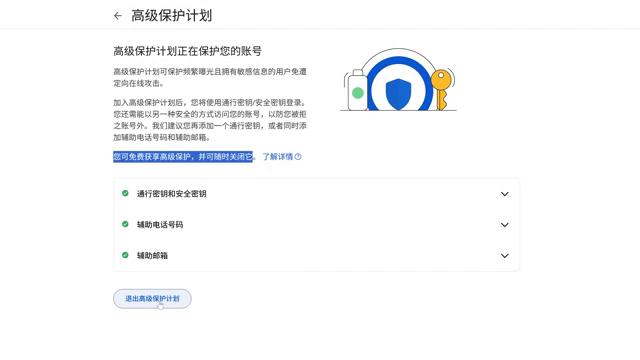 高级保护计划
高级保护计划正在保护您的账号
高级保护计划可保护频繁曝光且拥有敏感信息的用户免遭
定向在线攻击。
加入高级保护计划后，您将使用通行密钥/安全密钥登录。
您还需能以另一种安全的方式访问您的账号，以防您被拒
之账号外。我们建议您再添加一个通行密钥，或者同时添
加辅助电话号码和辅助邮箱。
您可免费获享高级保护，并可随时关闭它。 了解详情
通行密钥和安全密钥
辅助电话号码
辅助邮箱
退出高级保护计划